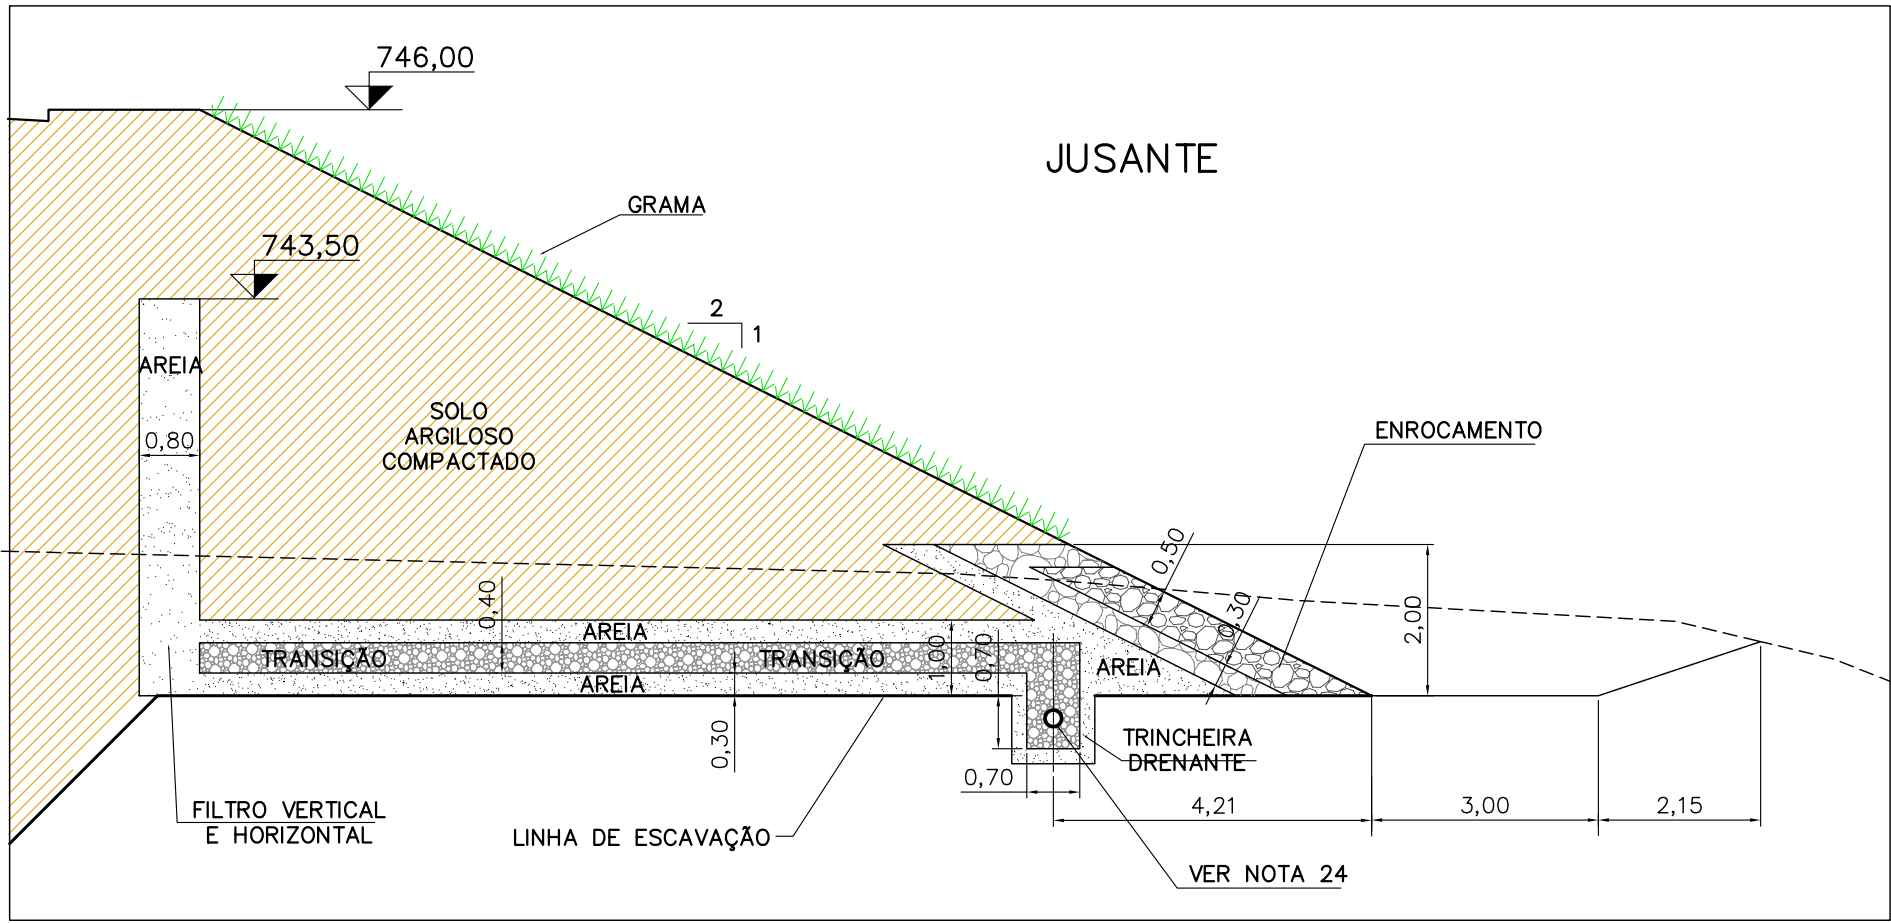 746,00
JUSANTE
GRAMA
743,50
2
1
AREIA
SOLO
ARGILOSO
COMPACTADO
0,80
ENROCAMENTO
0,50
0,30
2,00
0,40
AREIA
TRANSIÇÃO
TRANSIÇÃO
AREIA
1,00
0,70
AREIA
0,30
TRINCHEIRA
DRENANTE
0,70
4,21
3,00
2,15
FILTRO VERTICAL
E HORIZONTAL
LINHA DE ESCAVAÇÃO
VER NOTA 24